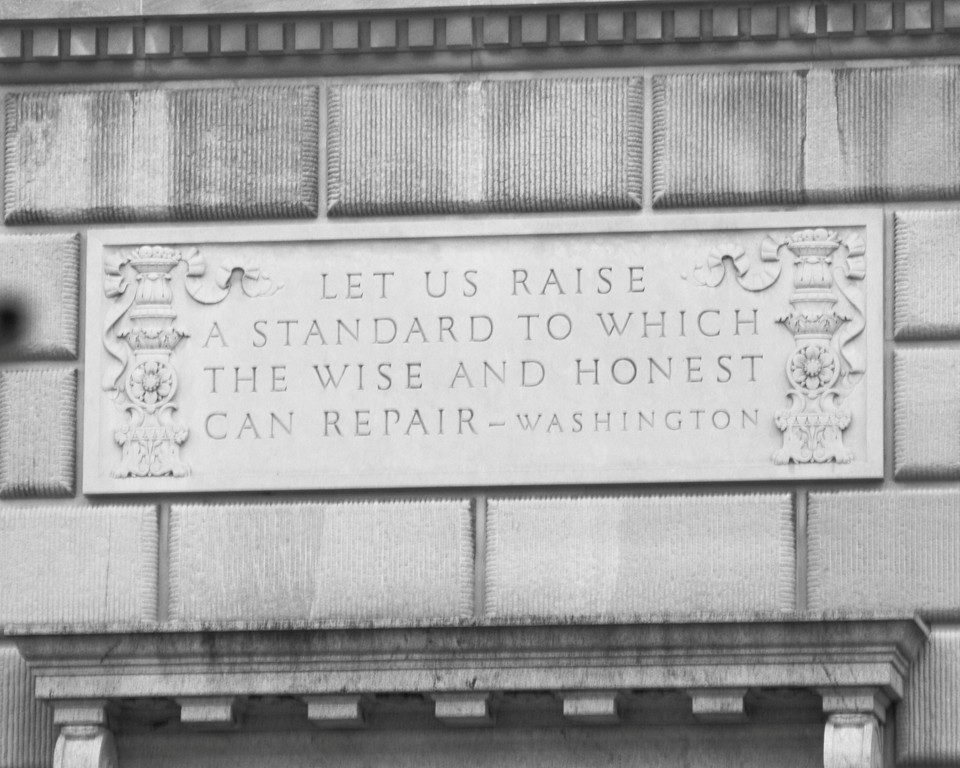 LET US RAISE
A STANDARD TO WHICH
THE WISE AND HONEST
CAN REPAIR–WASHINGTON